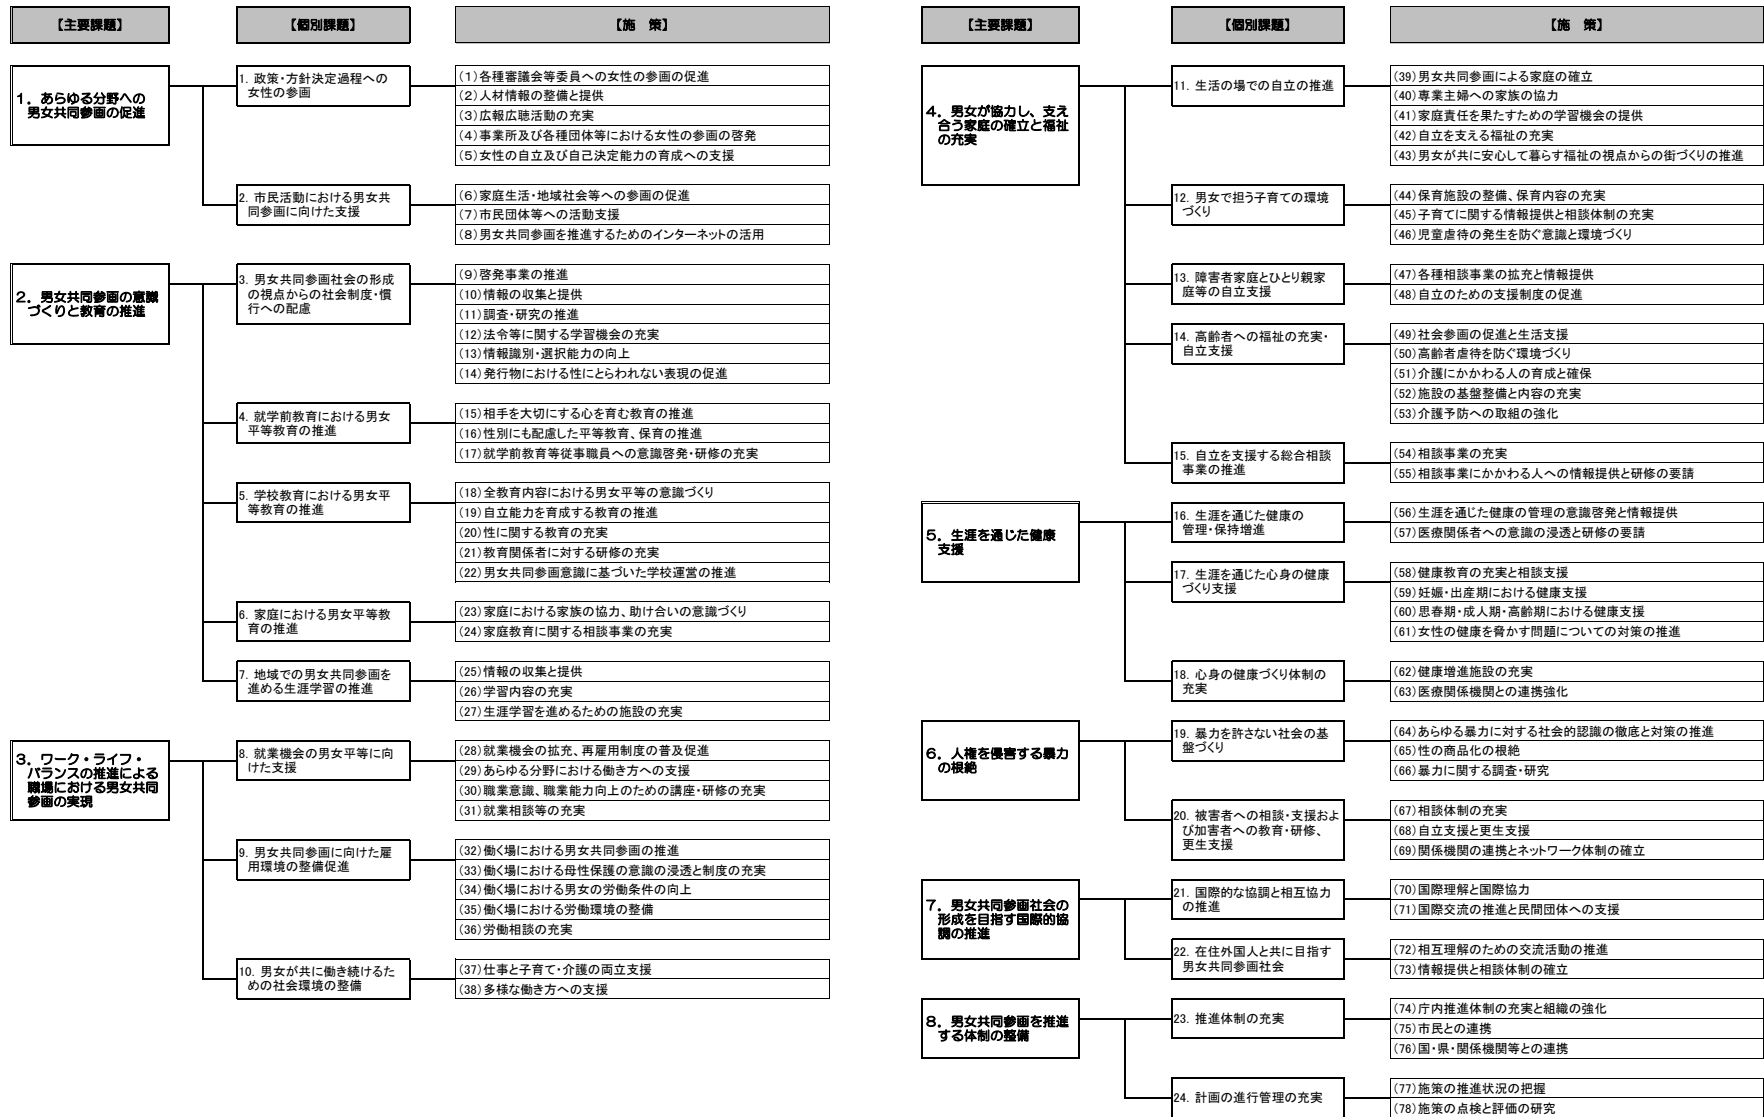 【主要課題】
【個別課題】
【施　策】
1．あらゆる分野への
男女共同参画の促進
1. 政策・方針決定過程への
女性の参画
(1)各種審議会等委員への女性の参画の促進
(2)人材情報の整備と提供
(3)広報広聴活動の充実
(4)事業所及び各種団体等における女性の参画の啓発
(5)女性の自立及び自己決定能力の育成への支援
2. 市民活動における男女共
同参画に向けた支援
(6)家庭生活・地域社会等への参画の促進
(7)市民団体等への活動支援
(8)男女共同参画を推進するためのインターネットの活用
2．男女共同参画の意識
づくりと教育の推進
3. 男女共同参画社会の形成
の視点からの社会制度・慣
行への配慮
(9)啓発事業の推進
(10)情報の収集と提供
(11)調査・研究の推進
(12)法令等に関する学習機会の充実
(13)情報識別・選択能力の向上
(14)発行物における性にとらわれない表現の促進
4. 就学前教育における男女
平等教育の推進
(15)相手を大切にする心を育む教育の推進
(16)性別にも配慮した平等教育、保育の推進
(17)就学前教育等従事職員への意識啓発・研修の充実
5. 学校教育における男女平
等教育の推進
(18)全教育内容における男女平等の意識づくり
(19)自立能力を育成する教育の推進
(20)性に関する教育の充実
(21)教育関係者に対する研修の充実
(22)男女共同参画意識に基づいた学校運営の推進
6. 家庭における男女平等教
育の推進
(23)家庭における家族の協力、助け合いの意識づくり
(24)家庭教育に関する相談事業の充実
7. 地域での男女共同参画を
進める生涯学習の推進
(25)情報の収集と提供
(26)学習内容の充実
(27)生涯学習を進めるための施設の充実
3．ワーク・ライフ・
バランスの推進による
職場における男女共同
参画の実現
8. 就業機会の男女平等に向
けた支援
(28)就業機会の拡充、再雇用制度の普及促進
(29)あらゆる分野における働き方への支援
(30)職業意識、職業能力向上のための講座・研修の充実
(31)就業相談等の充実
9. 男女共同参画に向けた雇
用環境の整備促進
(32)働く場における男女共同参画の推進
(33)働く場における母性保護の意識の浸透と制度の充実
(34)働く場における男女の労働条件の向上
(35)働く場における労働環境の整備
(36)労働相談の充実
10. 男女が共に働き続けるた
めの社会環境の整備
(37)仕事と子育て・介護の両立支援
(38)多様な働き方への支援
【主要課題】
【個別課題】
【施　策】
4．男女が協力し、支え
合う家庭の確立と福祉
の充実
11. 生活の場での自立の推進
(39)男女共同参画による家庭の確立
(40)専業主婦への家族の協力
(41)家庭責任を果たすための学習機会の提供
(42)自立を支える福祉の充実
(43)男女が共に安心して暮らす福祉の視点からの街づくりの推進
12. 男女で担う子育ての環境
づくり
(44)保育施設の整備、保育内容の充実
(45)子育てに関する情報提供と相談体制の充実
(46)児童虐待の発生を防ぐ意識と環境づくり
13. 障害者家庭とひとり親家
庭等の自立支援
(47)各種相談事業の拡充と情報提供
(48)自立のための支援制度の促進
14. 高齢者への福祉の充実・
自立支援
(49)社会参画の促進と生活支援
(50)高齢者虐待を防ぐ環境づくり
(51)介護にかかわる人の育成と確保
(52)施設の基盤整備と内容の充実
(53)介護予防への取組の強化
15. 自立を支援する総合相談
事業の推進
(54)相談事業の充実
(55)相談事業にかかわる人への情報提供と研修の要請
5．生涯を通じた健康
支援
16. 生涯を通じた健康の
管理・保持増進
(56)生涯を通じた健康の管理の意識啓発と情報提供
(57)医療関係者への意識の浸透と研修の要請
17. 生涯を通じた心身の健康
づくり支援
(58)健康教育の充実と相談支援
(59)妊娠・出産期における健康支援
(60)思春期・成人期・高齢期における健康支援
(61)女性の健康を脅かす問題についての対策の推進
18. 心身の健康づくり体制の
充実
(62)健康増進施設の充実
(63)医療関係機関との連携強化
6．人権を侵害する暴力
の根絶
19. 暴力を許さない社会の基
盤づくり
(64)あらゆる暴力に対する社会的認識の徹底と対策の推進
(65)性の商品化の根絶
(66)暴力に関する調査・研究
20. 被害者への相談・支援およ
び加害者への教育・研修、
更生支援
(67)相談体制の充実
(68)自立支援と更生支援
(69)関係機関の連携とネットワーク体制の確立
7．男女共同参画社会の
形成を目指す国際的協
調の推進
21. 国際的な協調と相互協力
の推進
(70)国際理解と国際協力
(71)国際交流の推進と民間団体への支援
22. 在住外国人と共に目指す
男女共同参画社会
(72)相互理解のための交流活動の推進
(73)情報提供と相談体制の確立
8．男女共同参画を推進
する体制の整備
23. 推進体制の充実
(74)庁内推進体制の充実と組織の強化
(75)市民との連携
(76)国・県・関係機関等との連携
24. 計画の進行管理の充実
(77)施策の推進状況の把握
(78)施策の点検と評価の研究